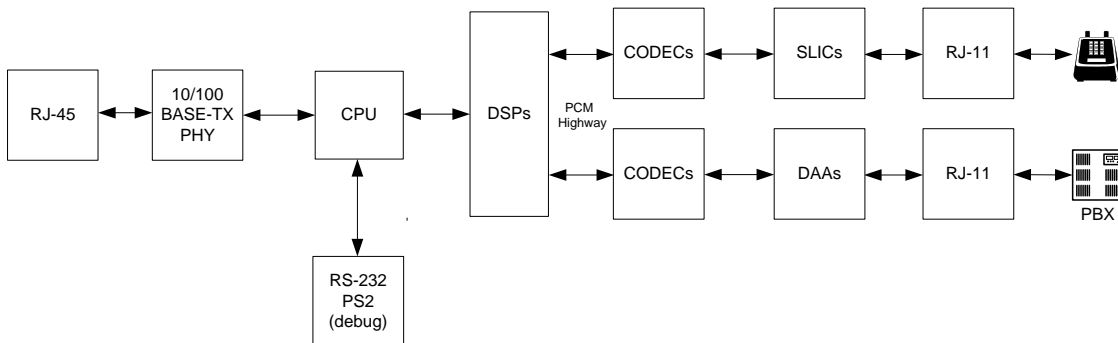 RJ-45
10/100
BASE-TX
PHY
CPU
RS-232
PS2
(debug)
DSPs
PCM
Highway
CODECs
SLICs
RJ-11
CODECs
DAAs
RJ-11
PBX